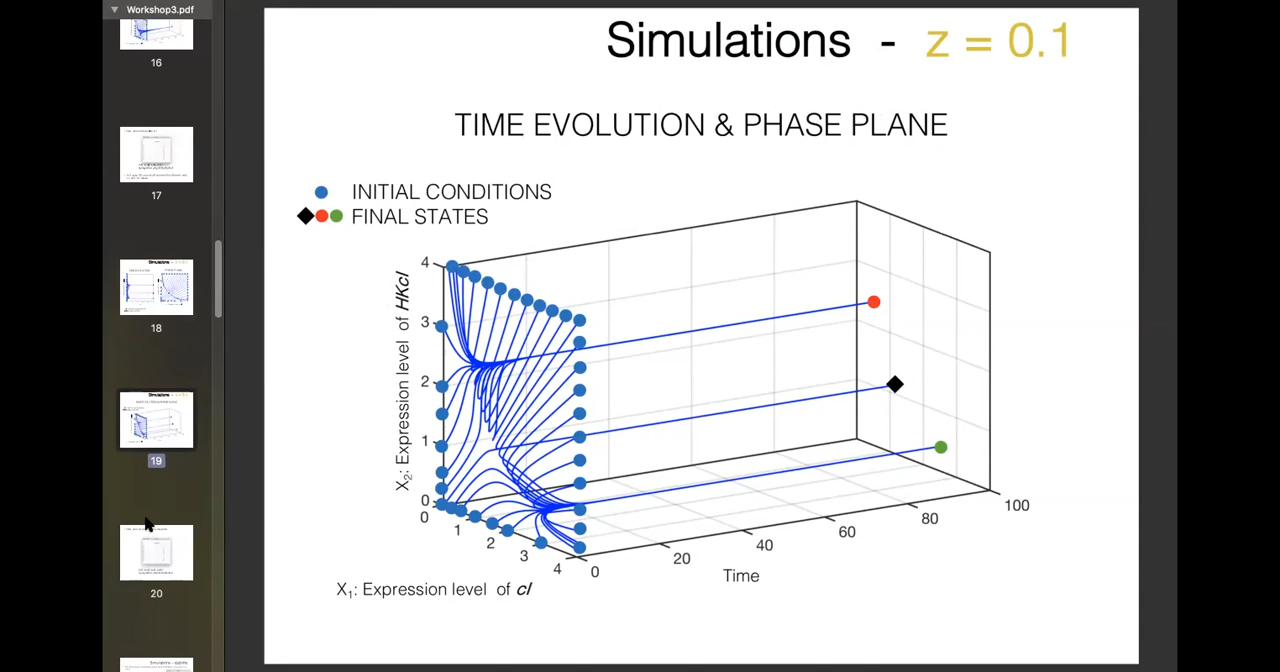 Workshop3.pdf
16
17
18
19
20
Simulations - z = 0.1
TIME EVOLUTION & PHASE PLANE
INITIAL CONDITIONS
FINAL STATES
X₂: Expression level of HKcI
4
3
2
1
0
0
1
2
3
4
0
20
40
60
80
100
Time
X₁: Expression level of cI